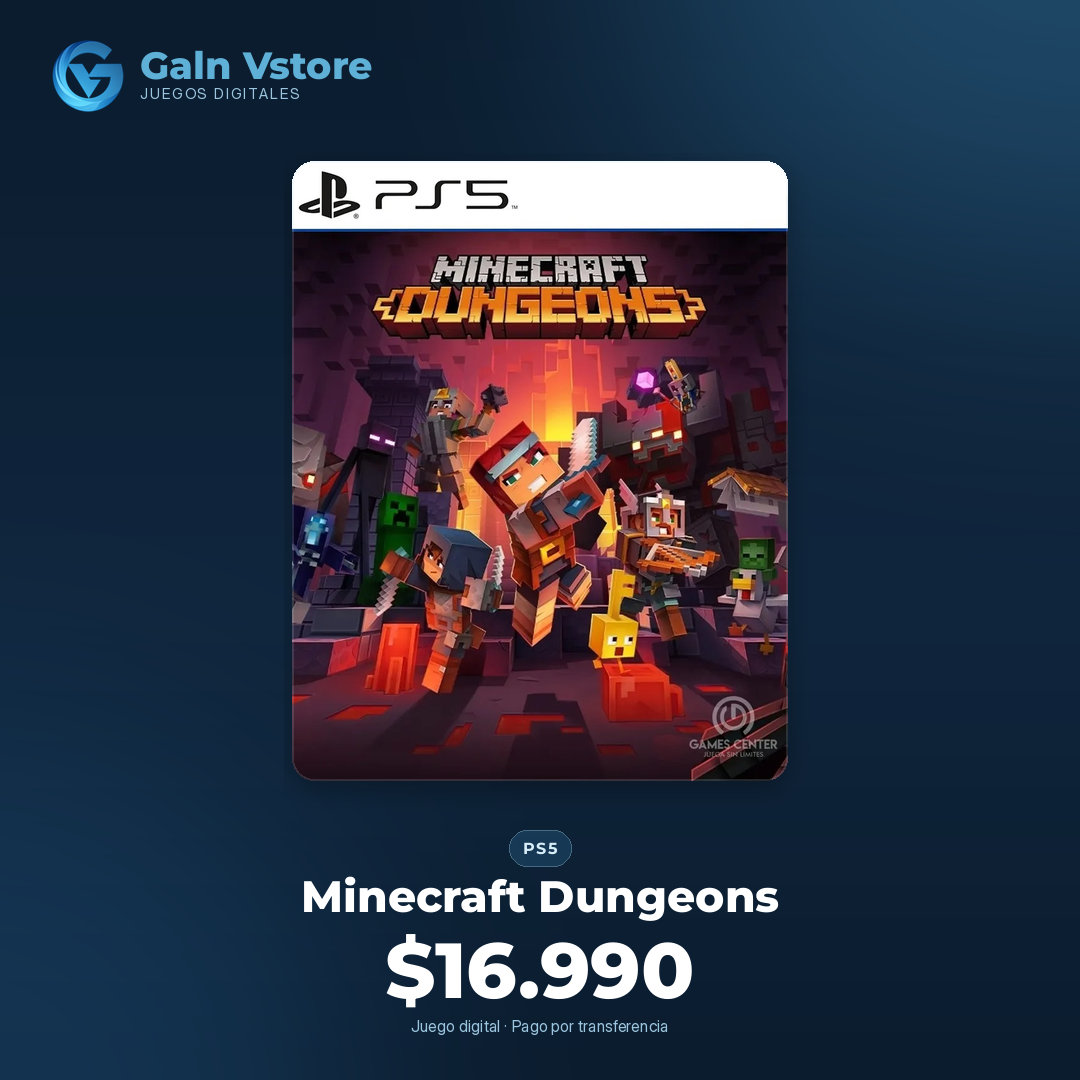 GaIn Vstore
JUEGOS DIGITALES
PS5
MINECRAFT
DUNGEONS
GAMES CENTER
JUEGA SIN LIMITES
PS5
Minecraft Dungeons
$16.990
Juego digital · Pago por transferencia